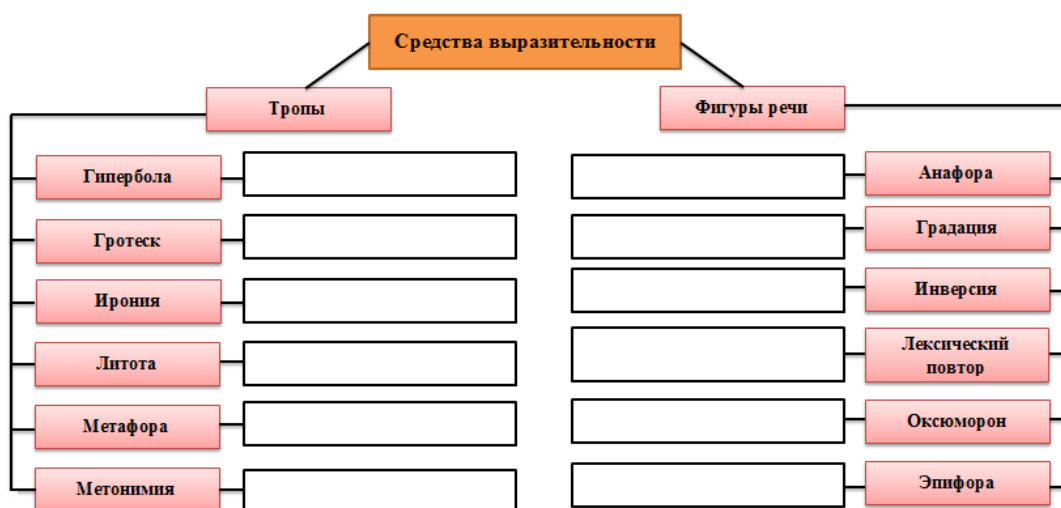 Средства выразительности
Тропы
Фигуры речи
Гипербола
Анафора
Гротеск
Градация
Ирония
Инверсия
Литота
Лексический
повтор
Метафора
Оксюморон
Метонимия
Эпифора